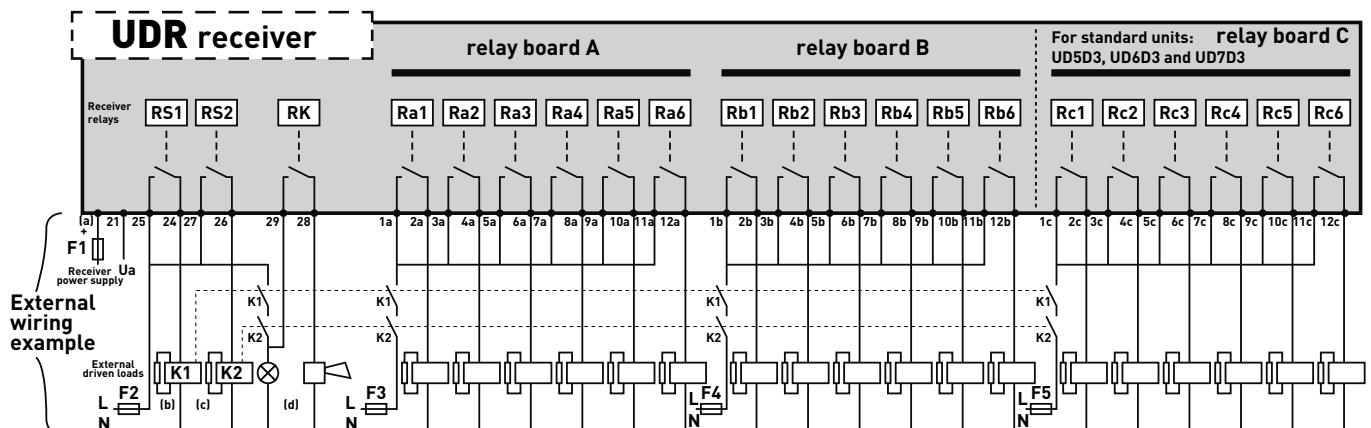 UDR receiver
relay board A
relay board B
For standard units: relay board C
UD5D3, UD6D3 and UD7D3
Receiver
relays
RS1 RS2 RK Ra1 Ra2 Ra3 Ra4 Ra5 Ra6 Rb1 Rb2 Rb3 Rb4 Rb5 Rb6 Rc1 Rc2 Rc3 Rc4 Rc5 Rc6
(a) 21 25 24 27 26 29 28 1a 2a 3a 4a 5a 6a 7a 8a 9a 10a 11a 12a 1b 2b 3b 4b 5b 6b 7b 8b 9b 10b 11b 12b 1c 2c 3c 4c 5c 6c 7c 8c 9c 10c 11c 12c
+
F1
Receiver
power supply
Ua
External
wiring
example
K1 K1 K1 K1
K2 K2 K2 K2
External
driven loads
K1 K2
F2 (b) (c) (d) F3 F4 F5
L L L L
N N N N